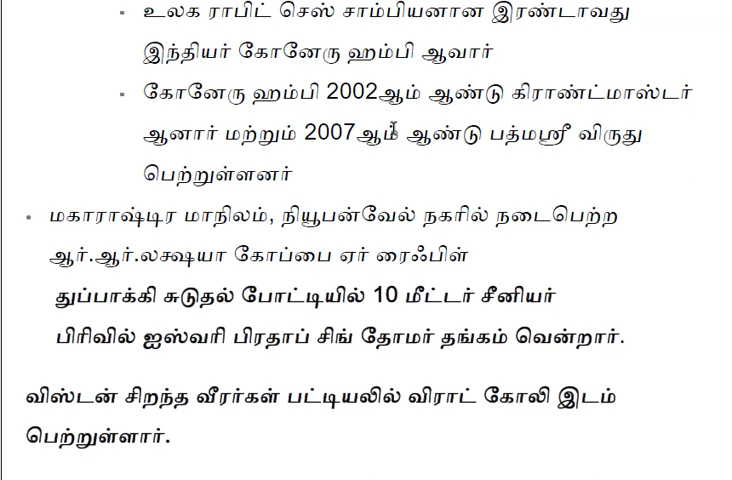 உலக ராபிட் செஸ் சாம்பியனான இரண்டாவது
இந்தியர் கோனேரு ஹம்பி ஆவார்
கோனேரு ஹம்பி 2002ஆம் ஆண்டு கிராண்ட்மாஸ்டர்
ஆனார் மற்றும் 2007ஆம் ஆண்டு பத்மஸ்ரீ விருது
பெற்றுள்ளனர்
மகாராஷ்டிர மாநிலம், நியூபன்வேல் நகரில் நடைபெற்ற
ஆர்.ஆர்.லக்ஷயா கோப்பை ஏர் ரைஃபிள்
துப்பாக்கி சுடுதல் போட்டியில் 10 மீட்டர் சீனியர்
பிரிவில் ஐஸ்வரி பிரதாப் சிங் தோமர் தங்கம் வென்றார்.
விஸ்டன் சிறந்த வீரர்கள் பட்டியலில் விராட் கோலி இடம்
பெற்றுள்ளார்.